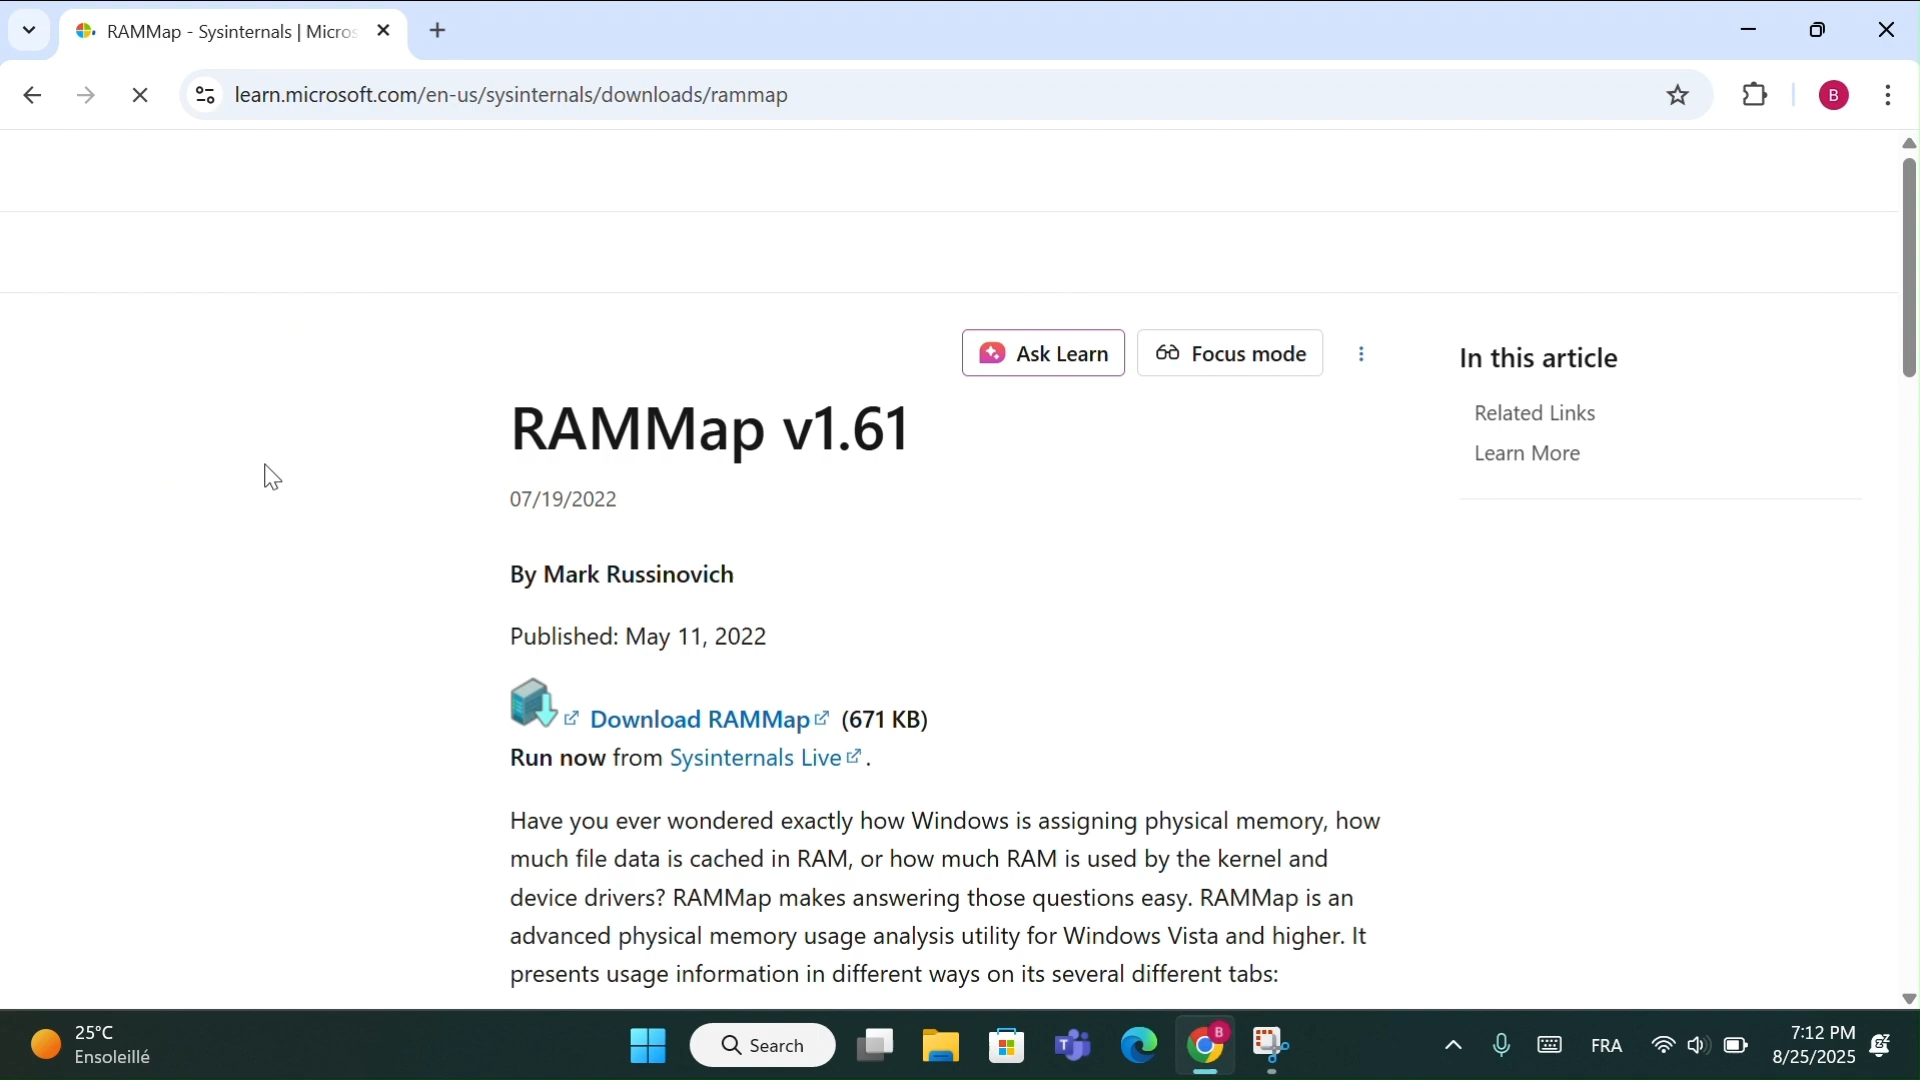 RAMMap - Sysinternals | Micros
learn.microsoft.com/en-us/sysinternals/downloads/rammap
B
Ask Learn
Focus mode
In this article
Related Links
Learn More
RAMMap v1.61
07/19/2022
By Mark Russinovich
Published: May 11, 2022
Download RAMMap (671 KB)
Run now from Sysinternals Live.
Have you ever wondered exactly how Windows is assigning physical memory, how
much file data is cached in RAM, or how much RAM is used by the kernel and
device drivers? RAMMap makes answering those questions easy. RAMMap is an
advanced physical memory usage analysis utility for Windows Vista and higher. It
presents usage information in different ways on its several different tabs:
25°C
Ensoleillé
Search
B
FRA
7:12 PM
8/25/2025